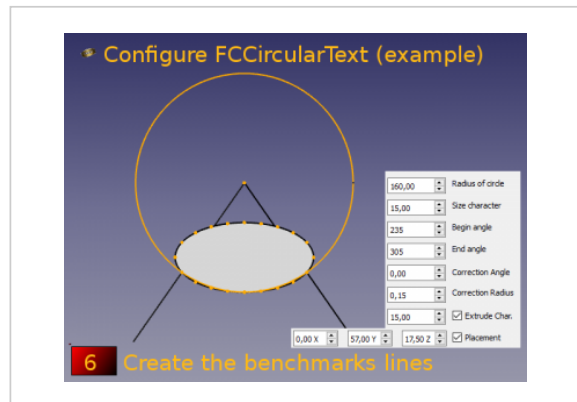 Configure FCCircularText (example)
160,00 Radius of circle
15,00 Size character
235 Begin angle
305 End angle
0,00 Correction Angle
0,15 Correction Radius
15,00 Extrude Char.
0,00 X 57,00 Y 17,50 Z Placement
6 Create the benchmarks lines